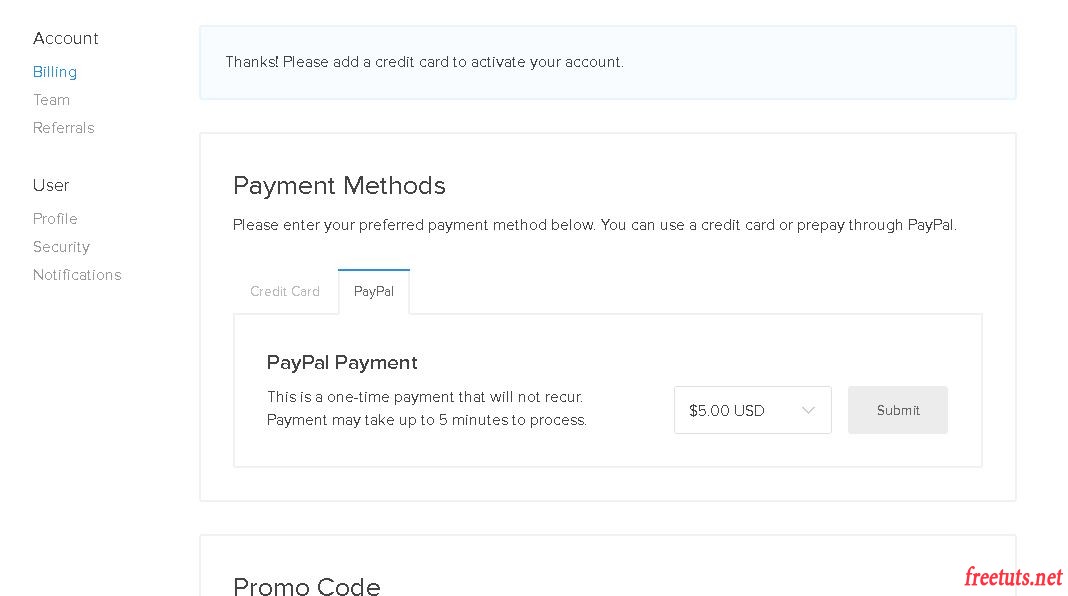 Account
Billing
Team
Referrals
User
Profile
Security
Notifications
Thanks! Please add a credit card to activate your account.
Payment Methods
Please enter your preferred payment method below. You can use a credit card or prepay through PayPal.
Credit Card
PayPal
PayPal Payment
This is a one-time payment that will not recur.
Payment may take up to 5 minutes to process.
$5.00 USD
Submit
Promo Code
freetuts.net